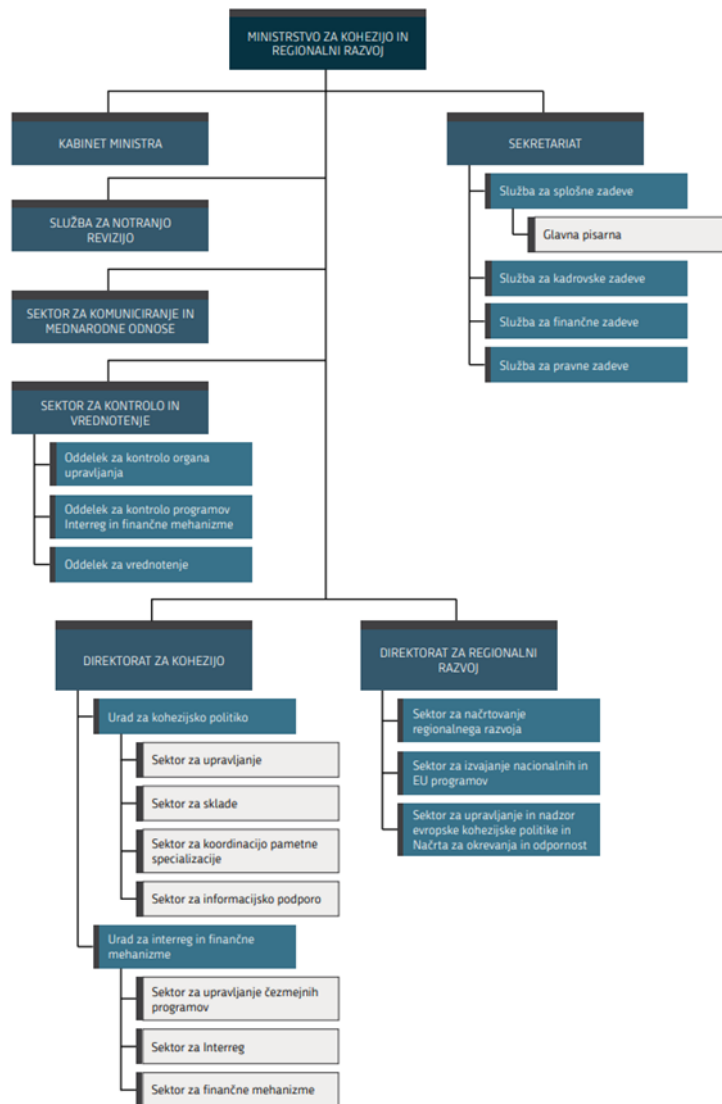 MINISTRSTVO ZA KOHEZIJO IN
REGIONALNI RAZVOJ
KABINET MINISTRA
SLUŽBA ZA NOTRANJO
REVIZIJO
SEKTOR ZA KOMUNICIRANJE IN
MEDNARODNE ODNOSE
SEKTOR ZA KONTROLO IN
VREDNOTENJE
Oddelek za kontrolo organa
upravljanja
Oddelek za kontrolo programov
Interreg in finančne mehanizme
Oddelek za vrednotenje
SEKRETARIAT
Služba za splošne zadeve
Glavna pisarna
Služba za kadrovske zadeve
Služba za finančne zadeve
Služba za pravne zadeve
DIREKTORAT ZA KOHEZIJO
Urad za kohezijsko politiko
Sektor za upravljanje
Sektor za sklade
Sektor za koordinacijo pametne
specializacije
Sektor za informacijsko podporo
Urad za interreg in finančne
mehanizme
Sektor za upravljanje čezmejnih
programov
Sektor za Interreg
Sektor za finančne mehanizme
DIREKTORAT ZA REGIONALNI
RAZVOJ
Sektor za načrtovanje
regionalnega razvoja
Sektor za izvajanje nacionalnih in
EU programov
Sektor za upravljanje in nadzor
evropske kohezijske politike in
Načrta za okrevanja in odpornost